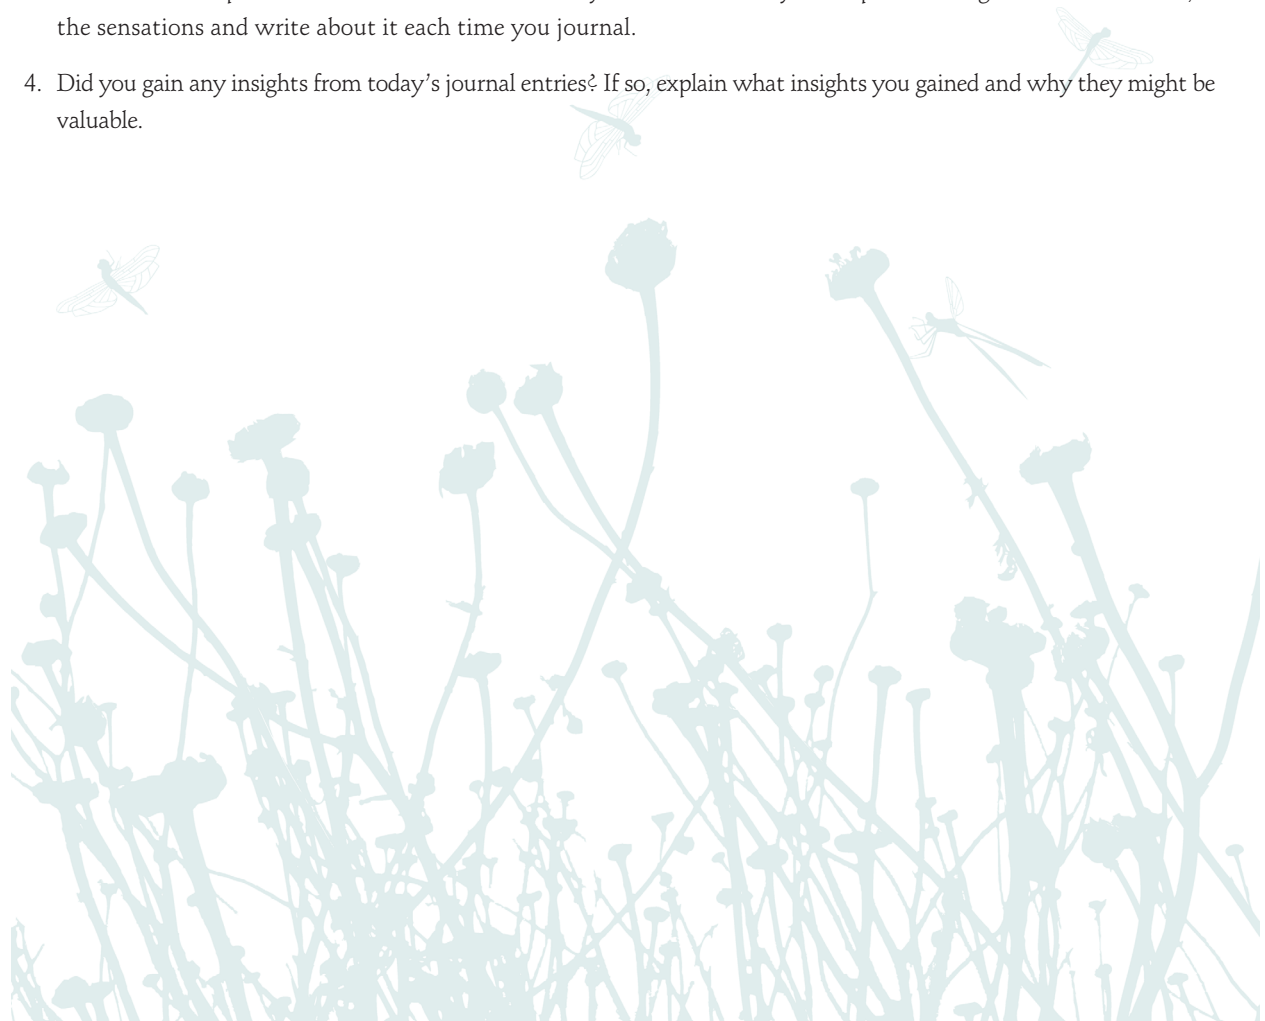 the sensations and write about it each time you journal.
4. Did you gain any insights from today’s journal entries? If so, explain what insights you gained and why they might be
valuable.